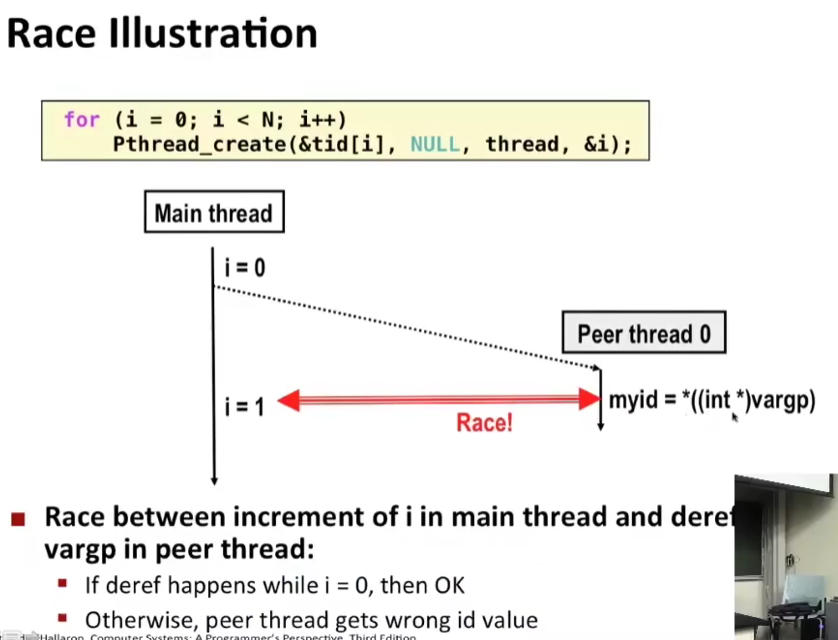 Race Illustration
for (i = 0; i < N; i++)
Pthread_create(&tid[i], NULL, thread, &i);
Main thread
i = 0
Peer thread 0
i = 1
myid = *((int *)vargp)
Race!
Race between increment of i in main thread and deref
vargp in peer thread:
If deref happens while i = 0, then OK
Otherwise, peer thread gets wrong id value
Hallaron, Computer Systems: A Programmer's Perspective, Third Edition